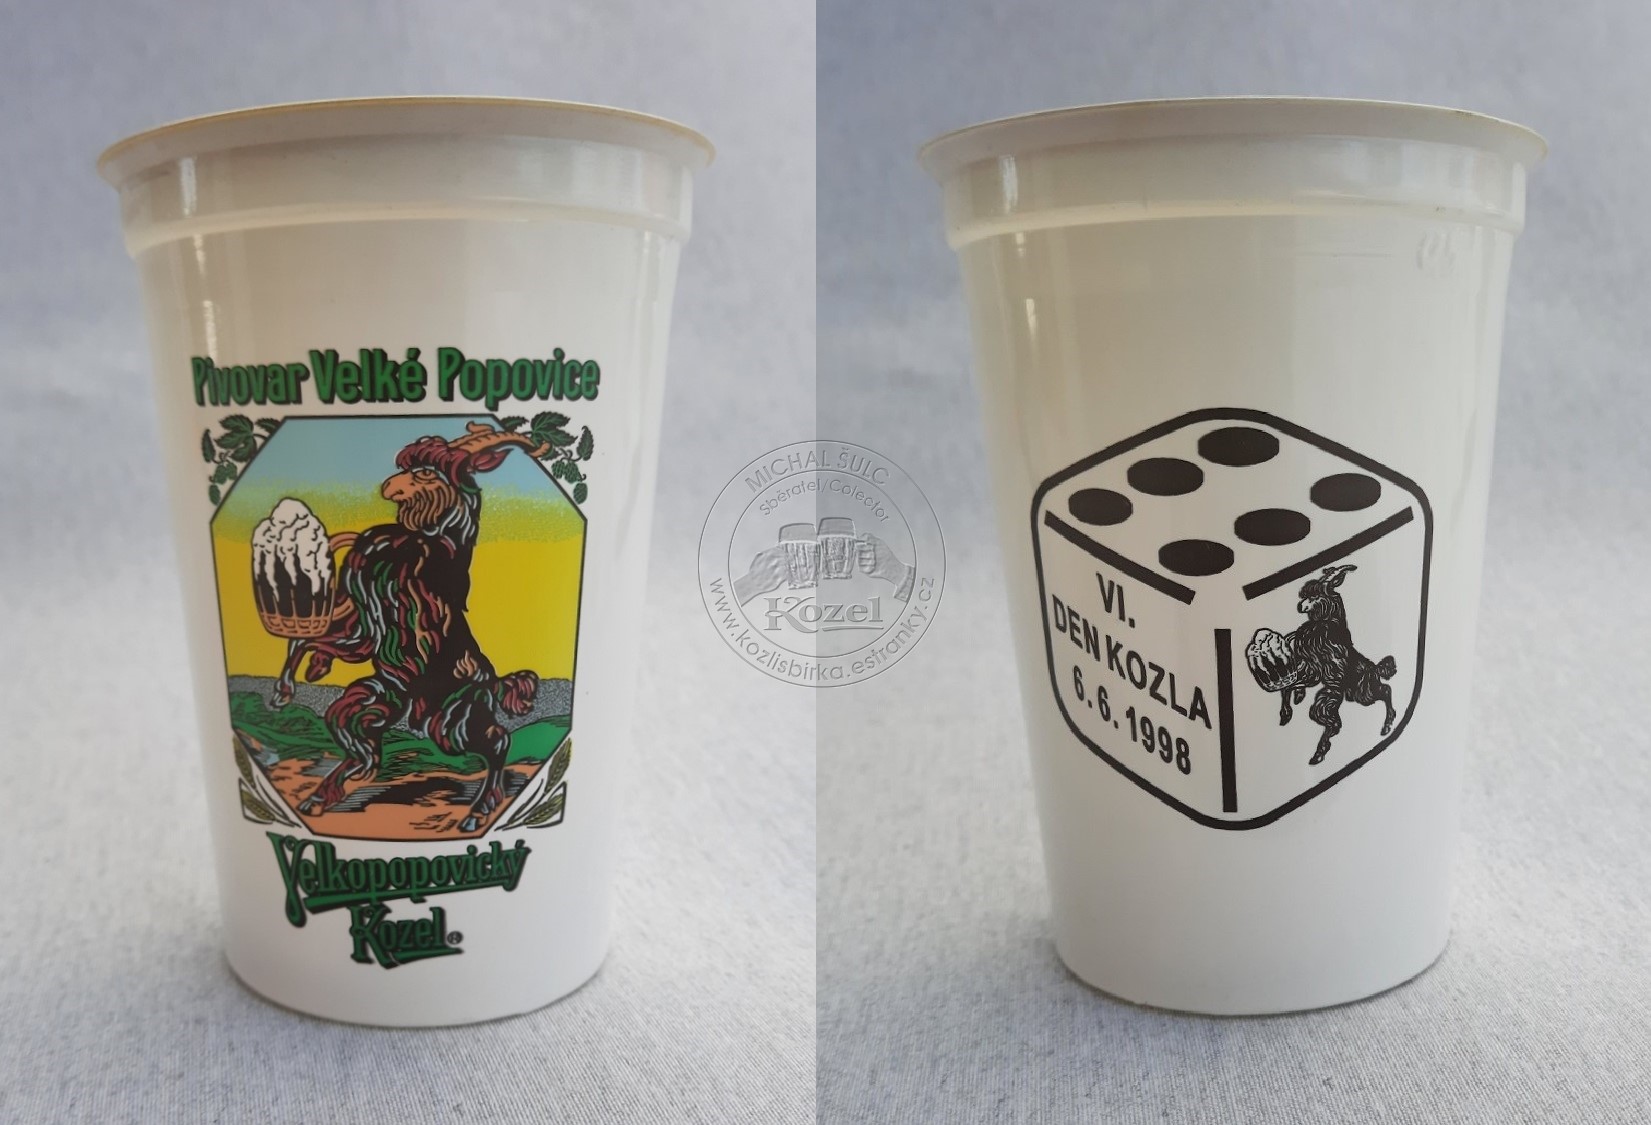 Pivovar Velké Popovice
Velkopopovický
Kozel®
MICHAL ŠULC
Sběratel/Colector
Kozel
www.kozlisbirka.estranky.cz
VI.
DEN KOZLA
6.6.1998